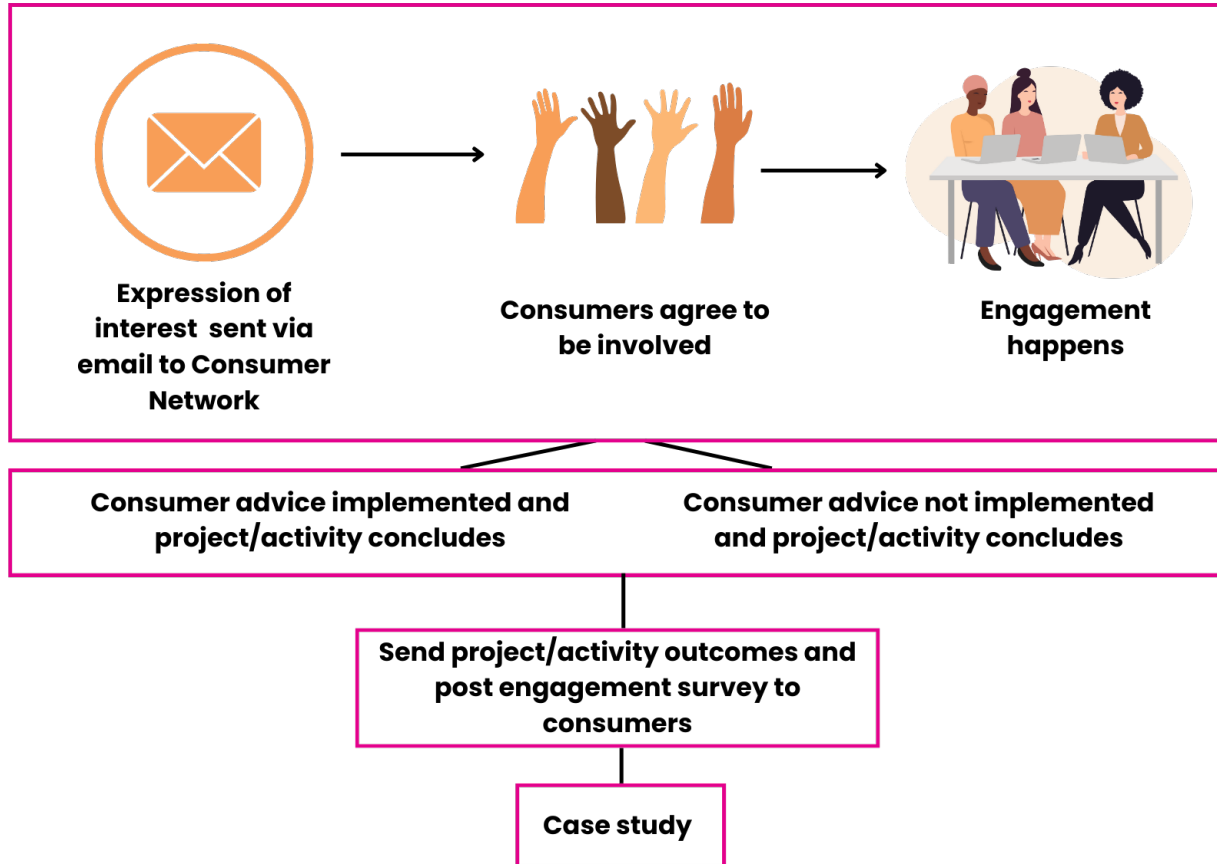 Expression of
interest  sent via
email to Consumer
Network
Consumers agree to
be involved
Engagement
happens
Consumer advice implemented and
project/activity concludes
Consumer advice not implemented
and project/activity concludes
Send project/activity outcomes and
post engagement survey to
consumers
Case study